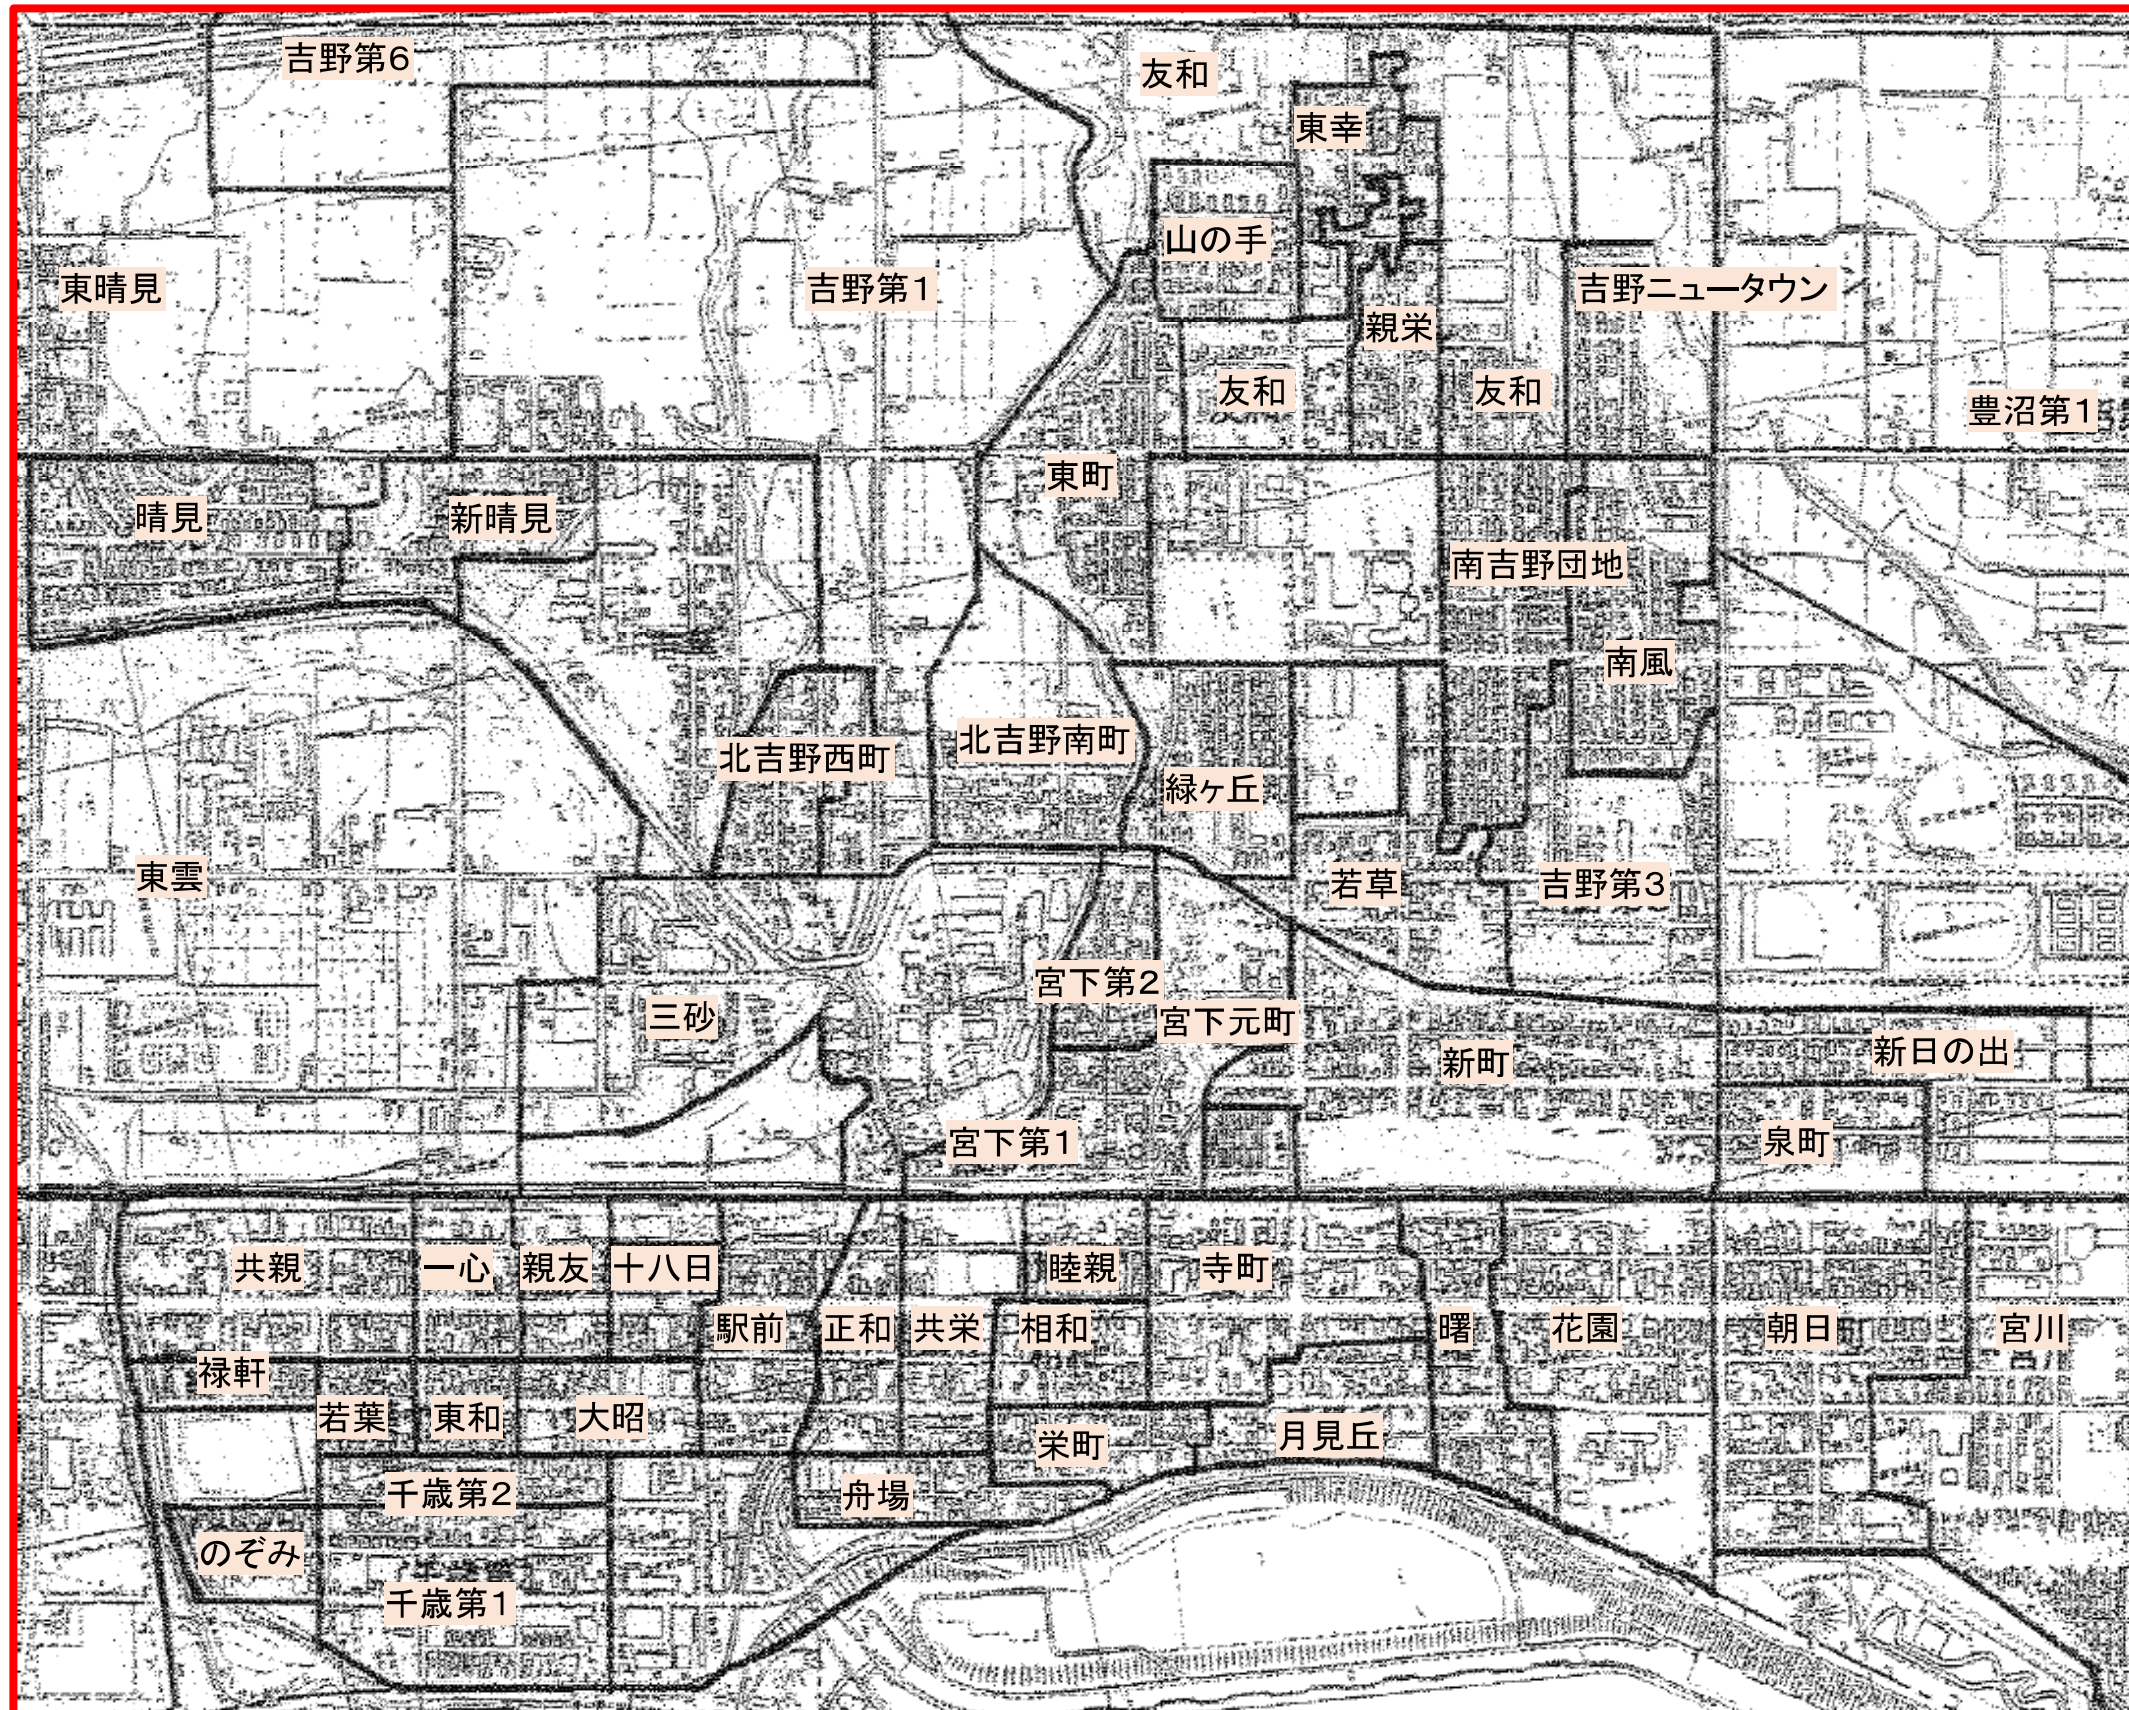 吉野第6
友和
東幸
山の手
東晴見
吉野第1
吉野ニュータウン
親栄
友和
友和
豊沼第1
東町
晴見
新晴見
南吉野団地
南風
北吉野南町
北吉野西町
緑ヶ丘
東雲
若草
吉野第3
宮下第2
三砂
宮下元町
新日の出
新町
宮下第1
泉町
共親
一心
親友
十八日
睦親
寺町
駅前
正和
共栄
相和
曙
花園
朝日
宮川
禄軒
若葉
東和
大昭
月見丘
栄町
千歳第2
舟場
のぞみ
千歳第1